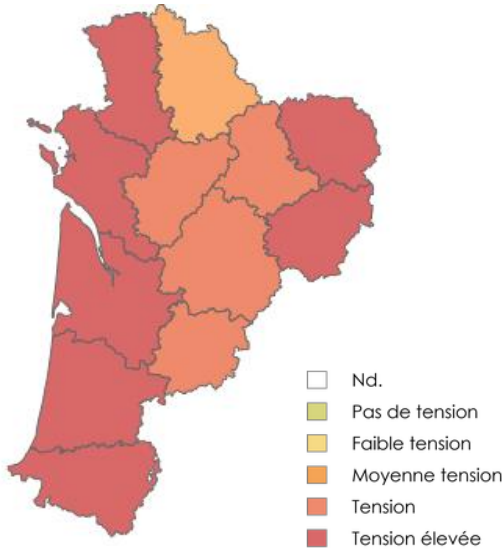 Nd.
Pas de tension
Faible tension
Moyenne tension
Tension
Tension élevée